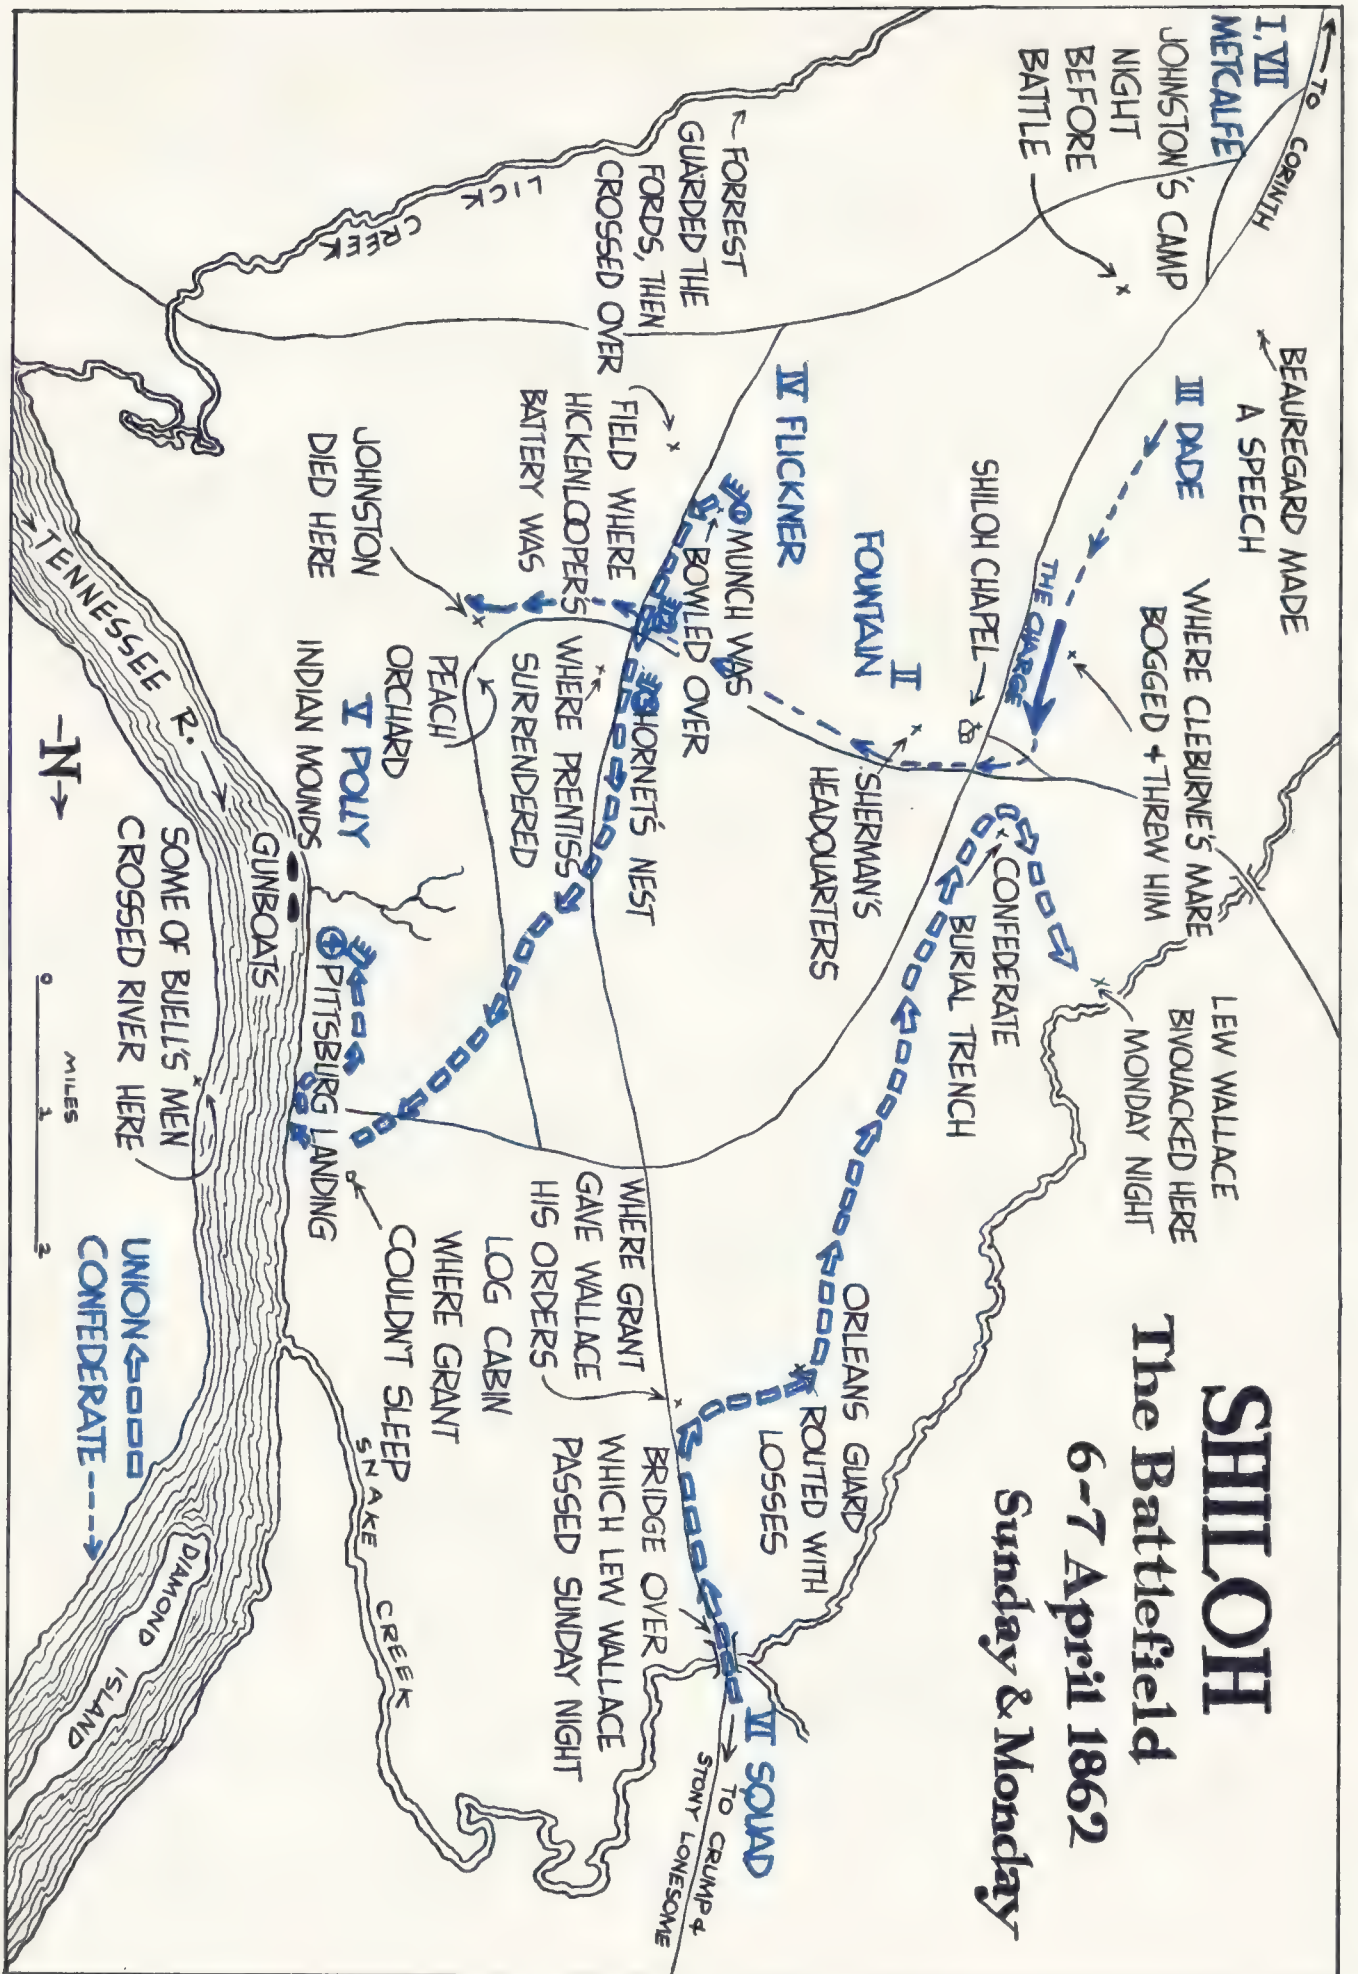 SHILOH
The Battlefield
6-7 April 1862
Sunday & Monday
TO CORINTH
I, VII
METCALFE
JOHNSTON'S CAMP
NIGHT
BEFORE
BATTLE
BEAUREGARD MADE
A SPEECH
III DADE
THE CHARGE
WHERE CLEBURNE'S MARE
BOGGED + THREW HIM
LEW WALLACE
BIVOUACKED HERE
MONDAY NIGHT
SHILOH CHAPEL
CONFEDERATE
BURIAL TRENCH
II
FOUNTAIN
SHERMAN'S
HEADQUARTERS
ORLEANS GUARD
ROUTED WITH
LOSSES
FORREST
GUARDED THE
FORDS, THEN
CROSSED OVER
LICK
CREEK
IV FLICKNER
MUNCH WAS
BOWLED OVER
FIELD WHERE
HICKENLOOPER'S
BATTERY WAS
HORNET'S NEST
WHERE PRENTISS
SURRENDERED
JOHNSTON
DIED HERE
PEACH
ORCHARD
V POLLY
INDIAN MOUNDS
GUNBOATS
PITTSBURG LANDING
WHERE GRANT
GAVE WALLACE
HIS ORDERS
LOG CABIN
WHERE GRANT
COULDN'T SLEEP
BRIDGE OVER
WHICH LEW WALLACE
PASSED SUNDAY NIGHT
VI SQUAD
TO CRUMP &
STONY LONESOME
SNAKE CREEK
TENNESSEE R.
SOME OF BUELL'S MEN
CROSSED RIVER HERE
-N→
0 1 2
MILES
UNION
CONFEDERATE
DIAMOND ISLAND